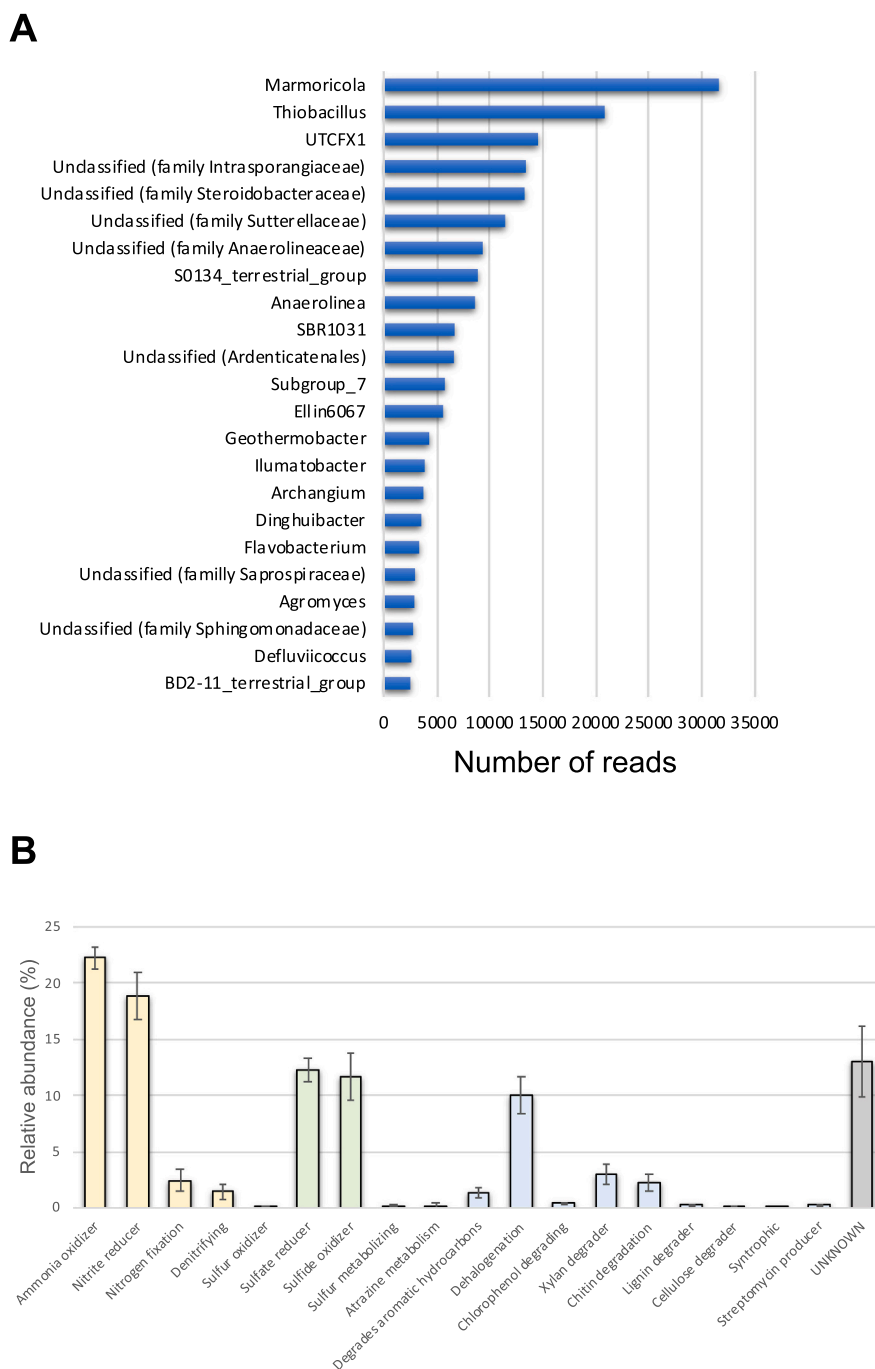 A
Marmoricola
Thiobacillus
UTCFX1
Unclassified (family Intrasporangiaceae)
Unclassified (family Steroidobacteraceae)
Unclassified (family Sutterellaceae)
Unclassified (family Anaerolineaceae)
S0134_terrestrial_group
Anaerolinea
SBR1031
Unclassified (Ardenticatenales)
Subgroup_7
Ellin6067
Geothermobacter
Ilumatobacter
Archangium
Dinghuibacter
Flavobacterium
Unclassified (familly Saprospiraceae)
Agromyces
Unclassified (family Sphingomonadaceae)
Defluviicoccus
BD2-11_terrestrial_group
0 5000 10000 15000 20000 25000 30000 35000
Number of reads
B
Relative abundance (%)
25
20
15
10
5
0
Ammonia oxidizer
Nitrite reducer
Nitrogen fixation
Denitrifying
Sulfur oxidizer
Sulfate reducer
Sulfide oxidizer
Sulfur metabolizing
Atrazine metabolism
Degrades aromatic hydrocarbons
Dehalogenation
Chlorophenol degrading
Xylan degrader
Chitin degradation
Lignin degrader
Cellulose degrader
Syntrophic
Streptomycin producer
UNKNOWN